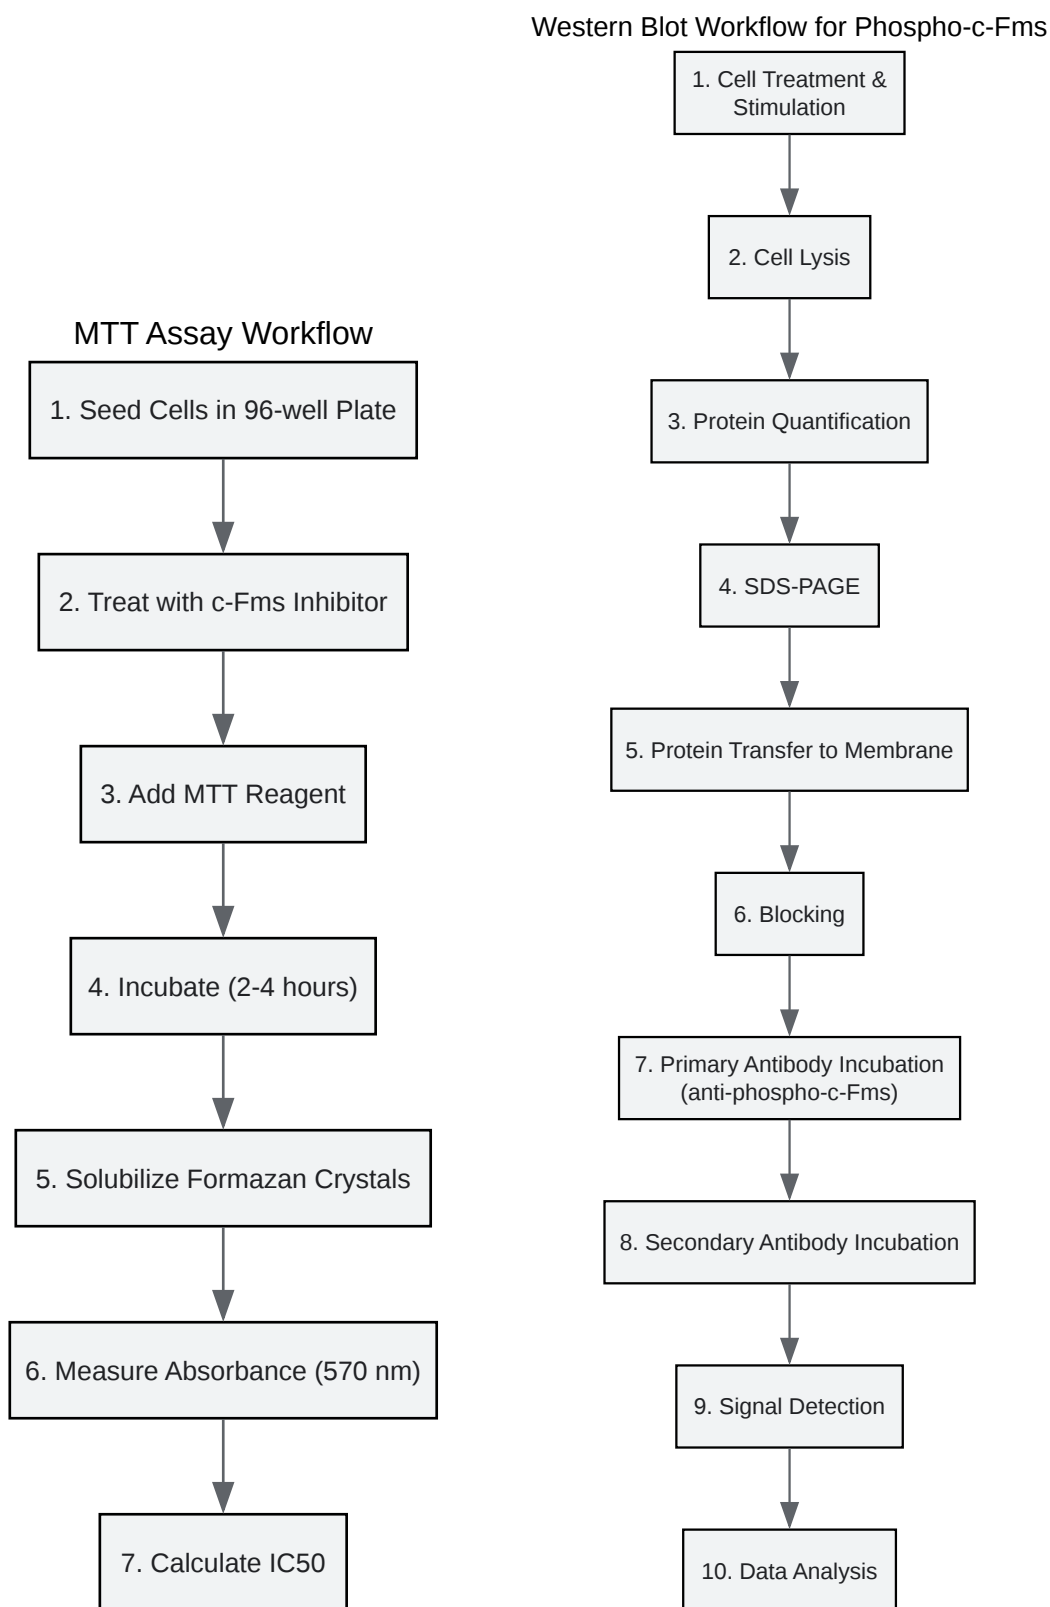 MTT Assay Workflow
1. Seed Cells in 96-well Plate
2. Treat with c-Fms Inhibitor
3. Add MTT Reagent
4. Incubate (2-4 hours)
5. Solubilize Formazan Crystals
6. Measure Absorbance (570 nm)
7. Calculate IC50
Western Blot Workflow for Phospho-c-Fms
1. Cell Treatment &
Stimulation
2. Cell Lysis
3. Protein Quantification
4. SDS-PAGE
5. Protein Transfer to Membrane
6. Blocking
7. Primary Antibody Incubation
(anti-phospho-c-Fms)
8. Secondary Antibody Incubation
9. Signal Detection
10. Data Analysis